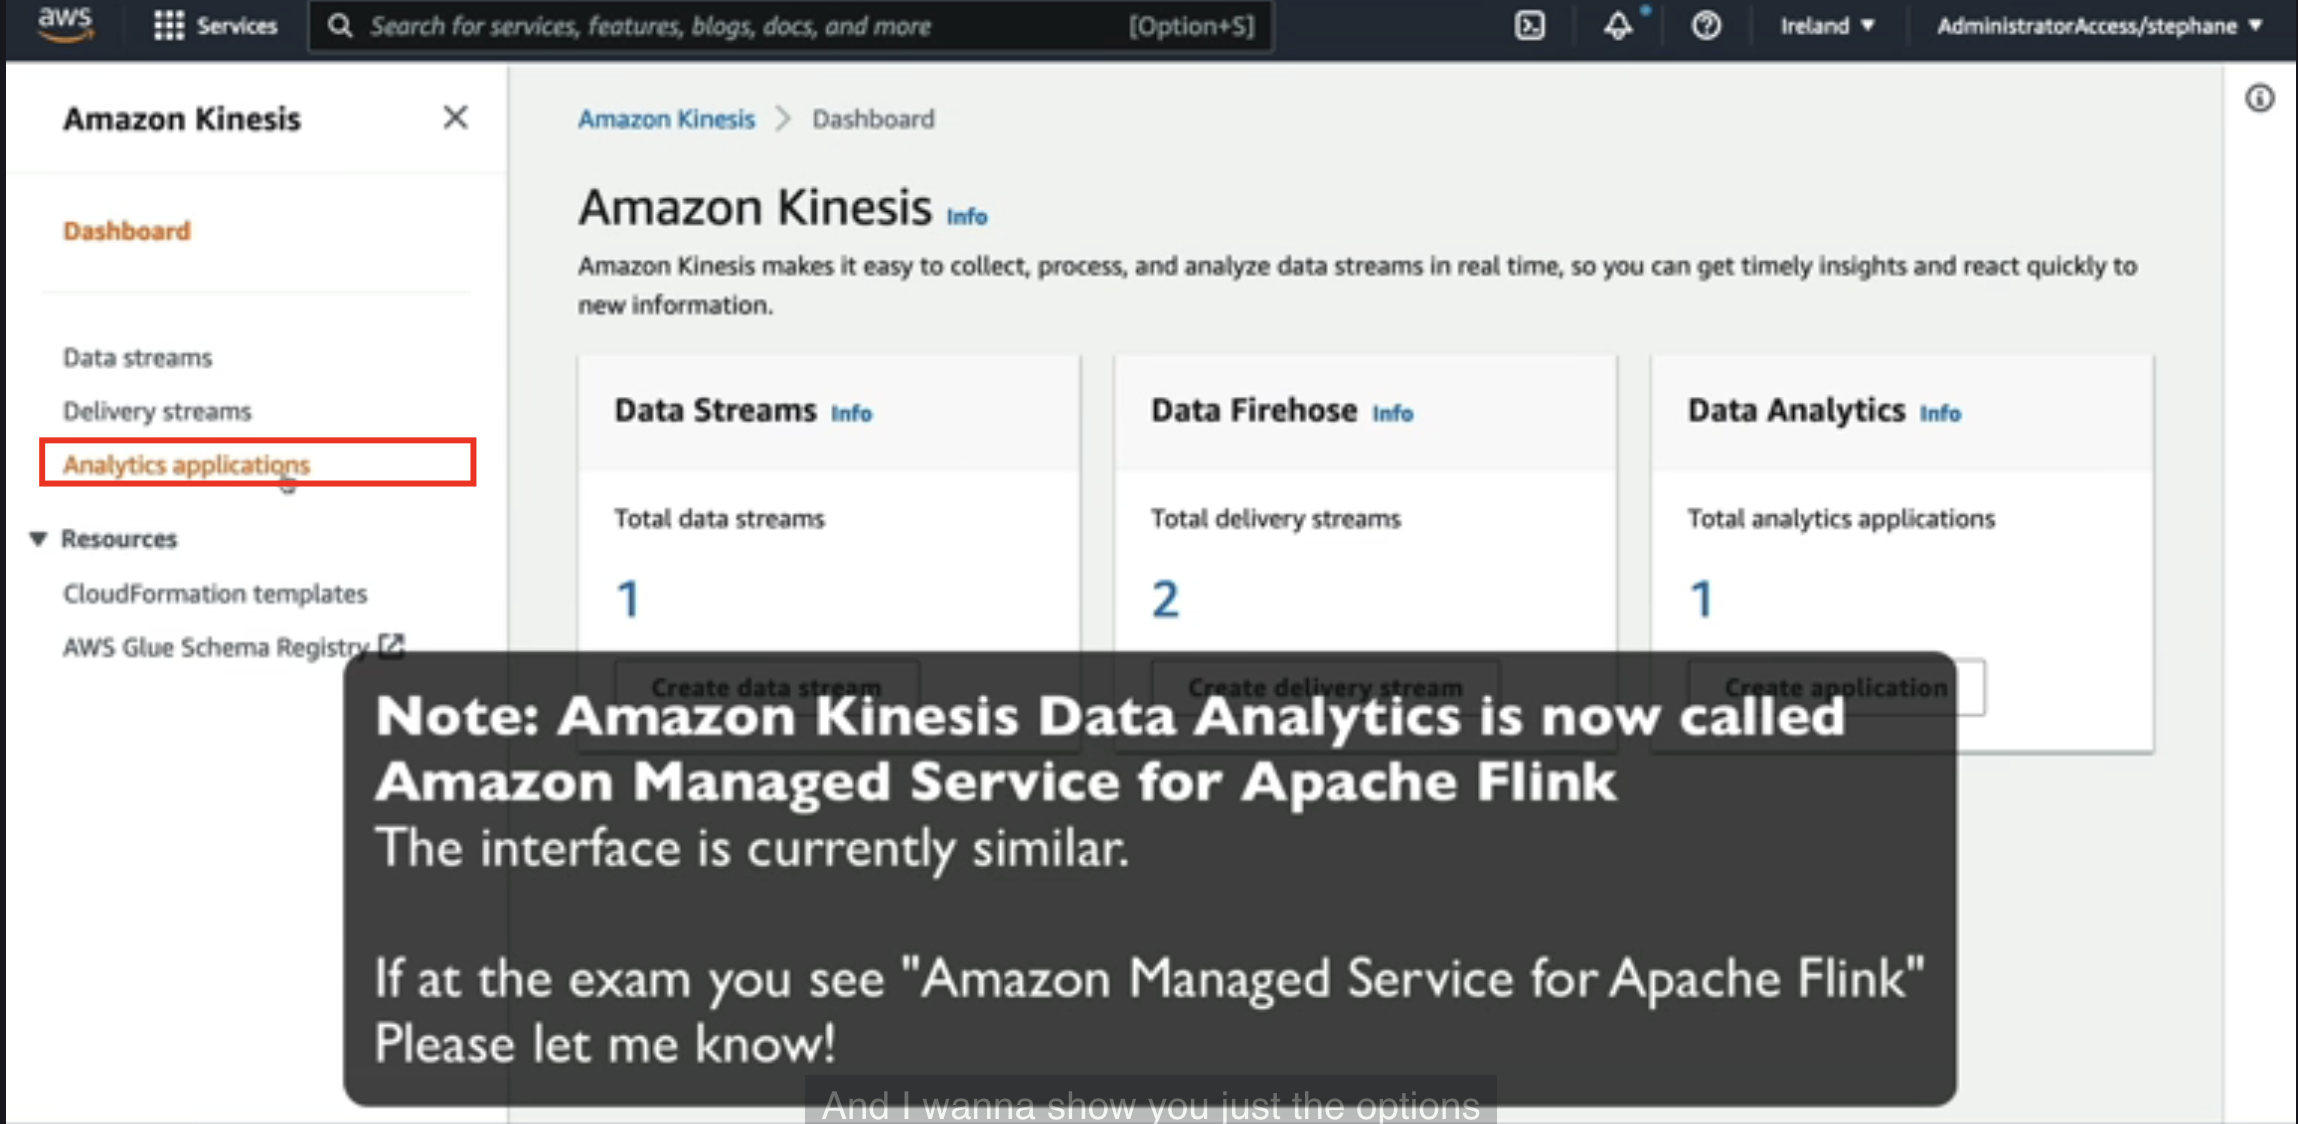 aws
Services
Search for services, features, blogs, docs, and more
[Option+S]
Ireland
AdministratorAccess/stephane
Amazon Kinesis
Dashboard
Data streams
Delivery streams
Analytics applications
Resources
CloudFormation templates
AWS Glue Schema Registry
Amazon Kinesis > Dashboard
Amazon Kinesis Info
Amazon Kinesis makes it easy to collect, process, and analyze data streams in real time, so you can get timely insights and react quickly to
new information.
Data Streams Info
Total data streams
1
Create data stream
Data Firehose Info
Total delivery streams
2
Create delivery stream
Data Analytics Info
Total analytics applications
1
Create application
Note: Amazon Kinesis Data Analytics is now called
Amazon Managed Service for Apache Flink
The interface is currently similar.
If at the exam you see "Amazon Managed Service for Apache Flink"
Please let me know!
And I wanna show you just the options